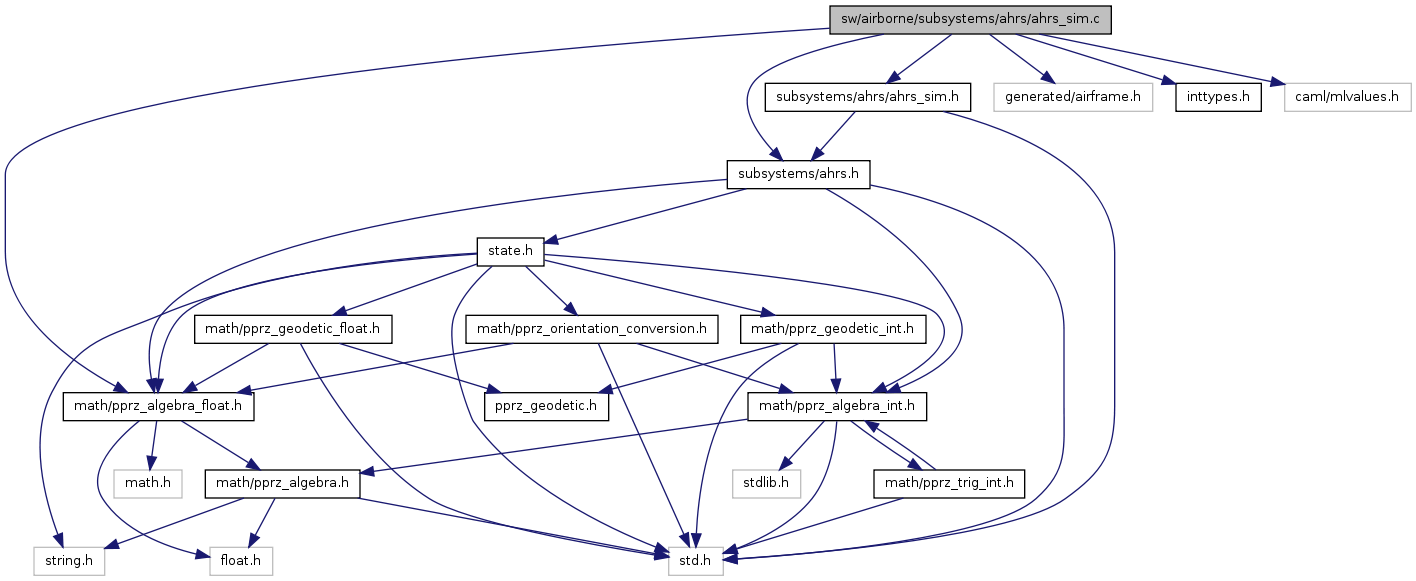 sw/airborne/subsystems/ahrs/ahrs_sim.c
subsystems/ahrs/ahrs_sim.h
generated/airframe.h
inttypes.h
caml/mlvalues.h
subsystems/ahrs.h
state.h
math/pprz_geodetic_float.h
math/pprz_orientation_conversion.h
math/pprz_geodetic_int.h
math/pprz_algebra_float.h
pprz_geodetic.h
math/pprz_algebra_int.h
math.h
math/pprz_algebra.h
stdlib.h
math/pprz_trig_int.h
string.h
float.h
std.h